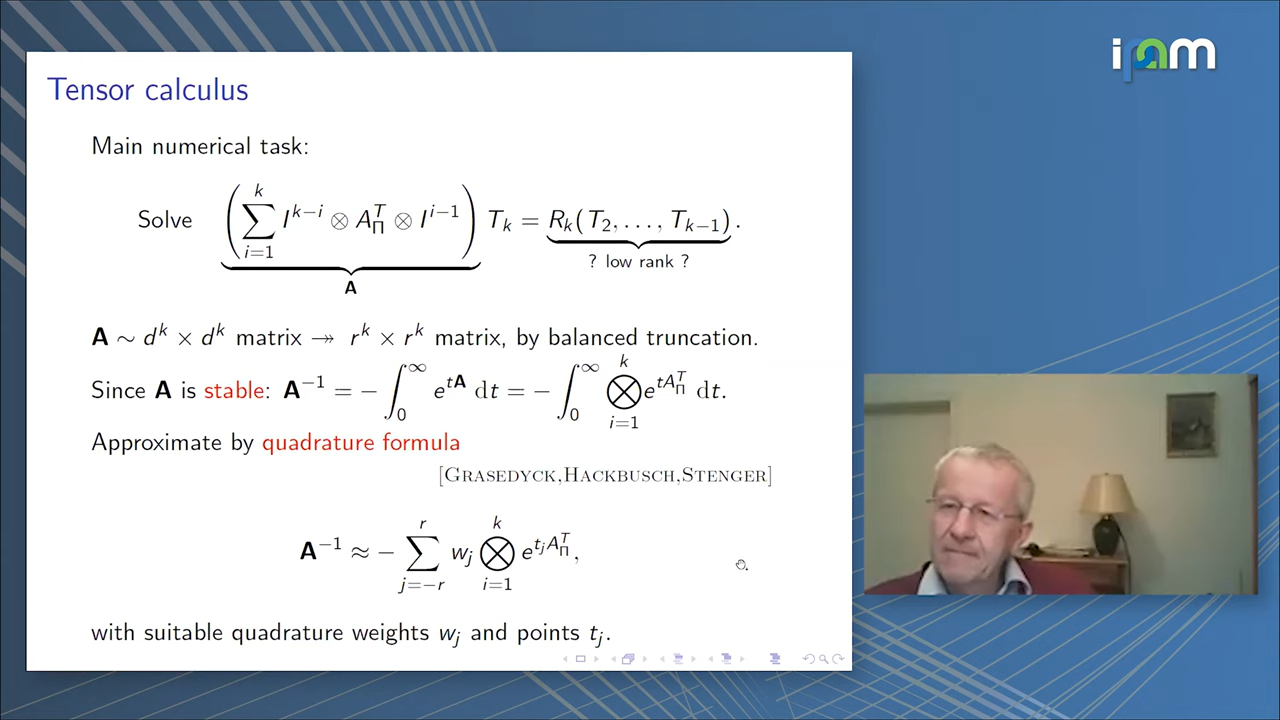 ipam
Tensor calculus
Main numerical task:
Solve (∑_{i=1}^{k} I^{k−i} ⊗ A_Π^T ⊗ I^{i−1}) T_k = R_k(T_2, …, T_{k−1}).
? low rank ?
A
A ∼ d^k × d^k matrix ↠ r^k × r^k matrix, by balanced truncation.
Since A is stable: A^{−1} = − ∫_0^∞ e^{tA} dt = − ∫_0^∞ ⊗_{i=1}^{k} e^{tA_Π^T} dt.
Approximate by quadrature formula
[Grasedyck,Hackbusch,Stenger]
A^{−1} ≈ − ∑_{j=−r}^{r} w_j ⊗_{i=1}^{k} e^{t_j A_Π^T},
with suitable quadrature weights w_j and points t_j.